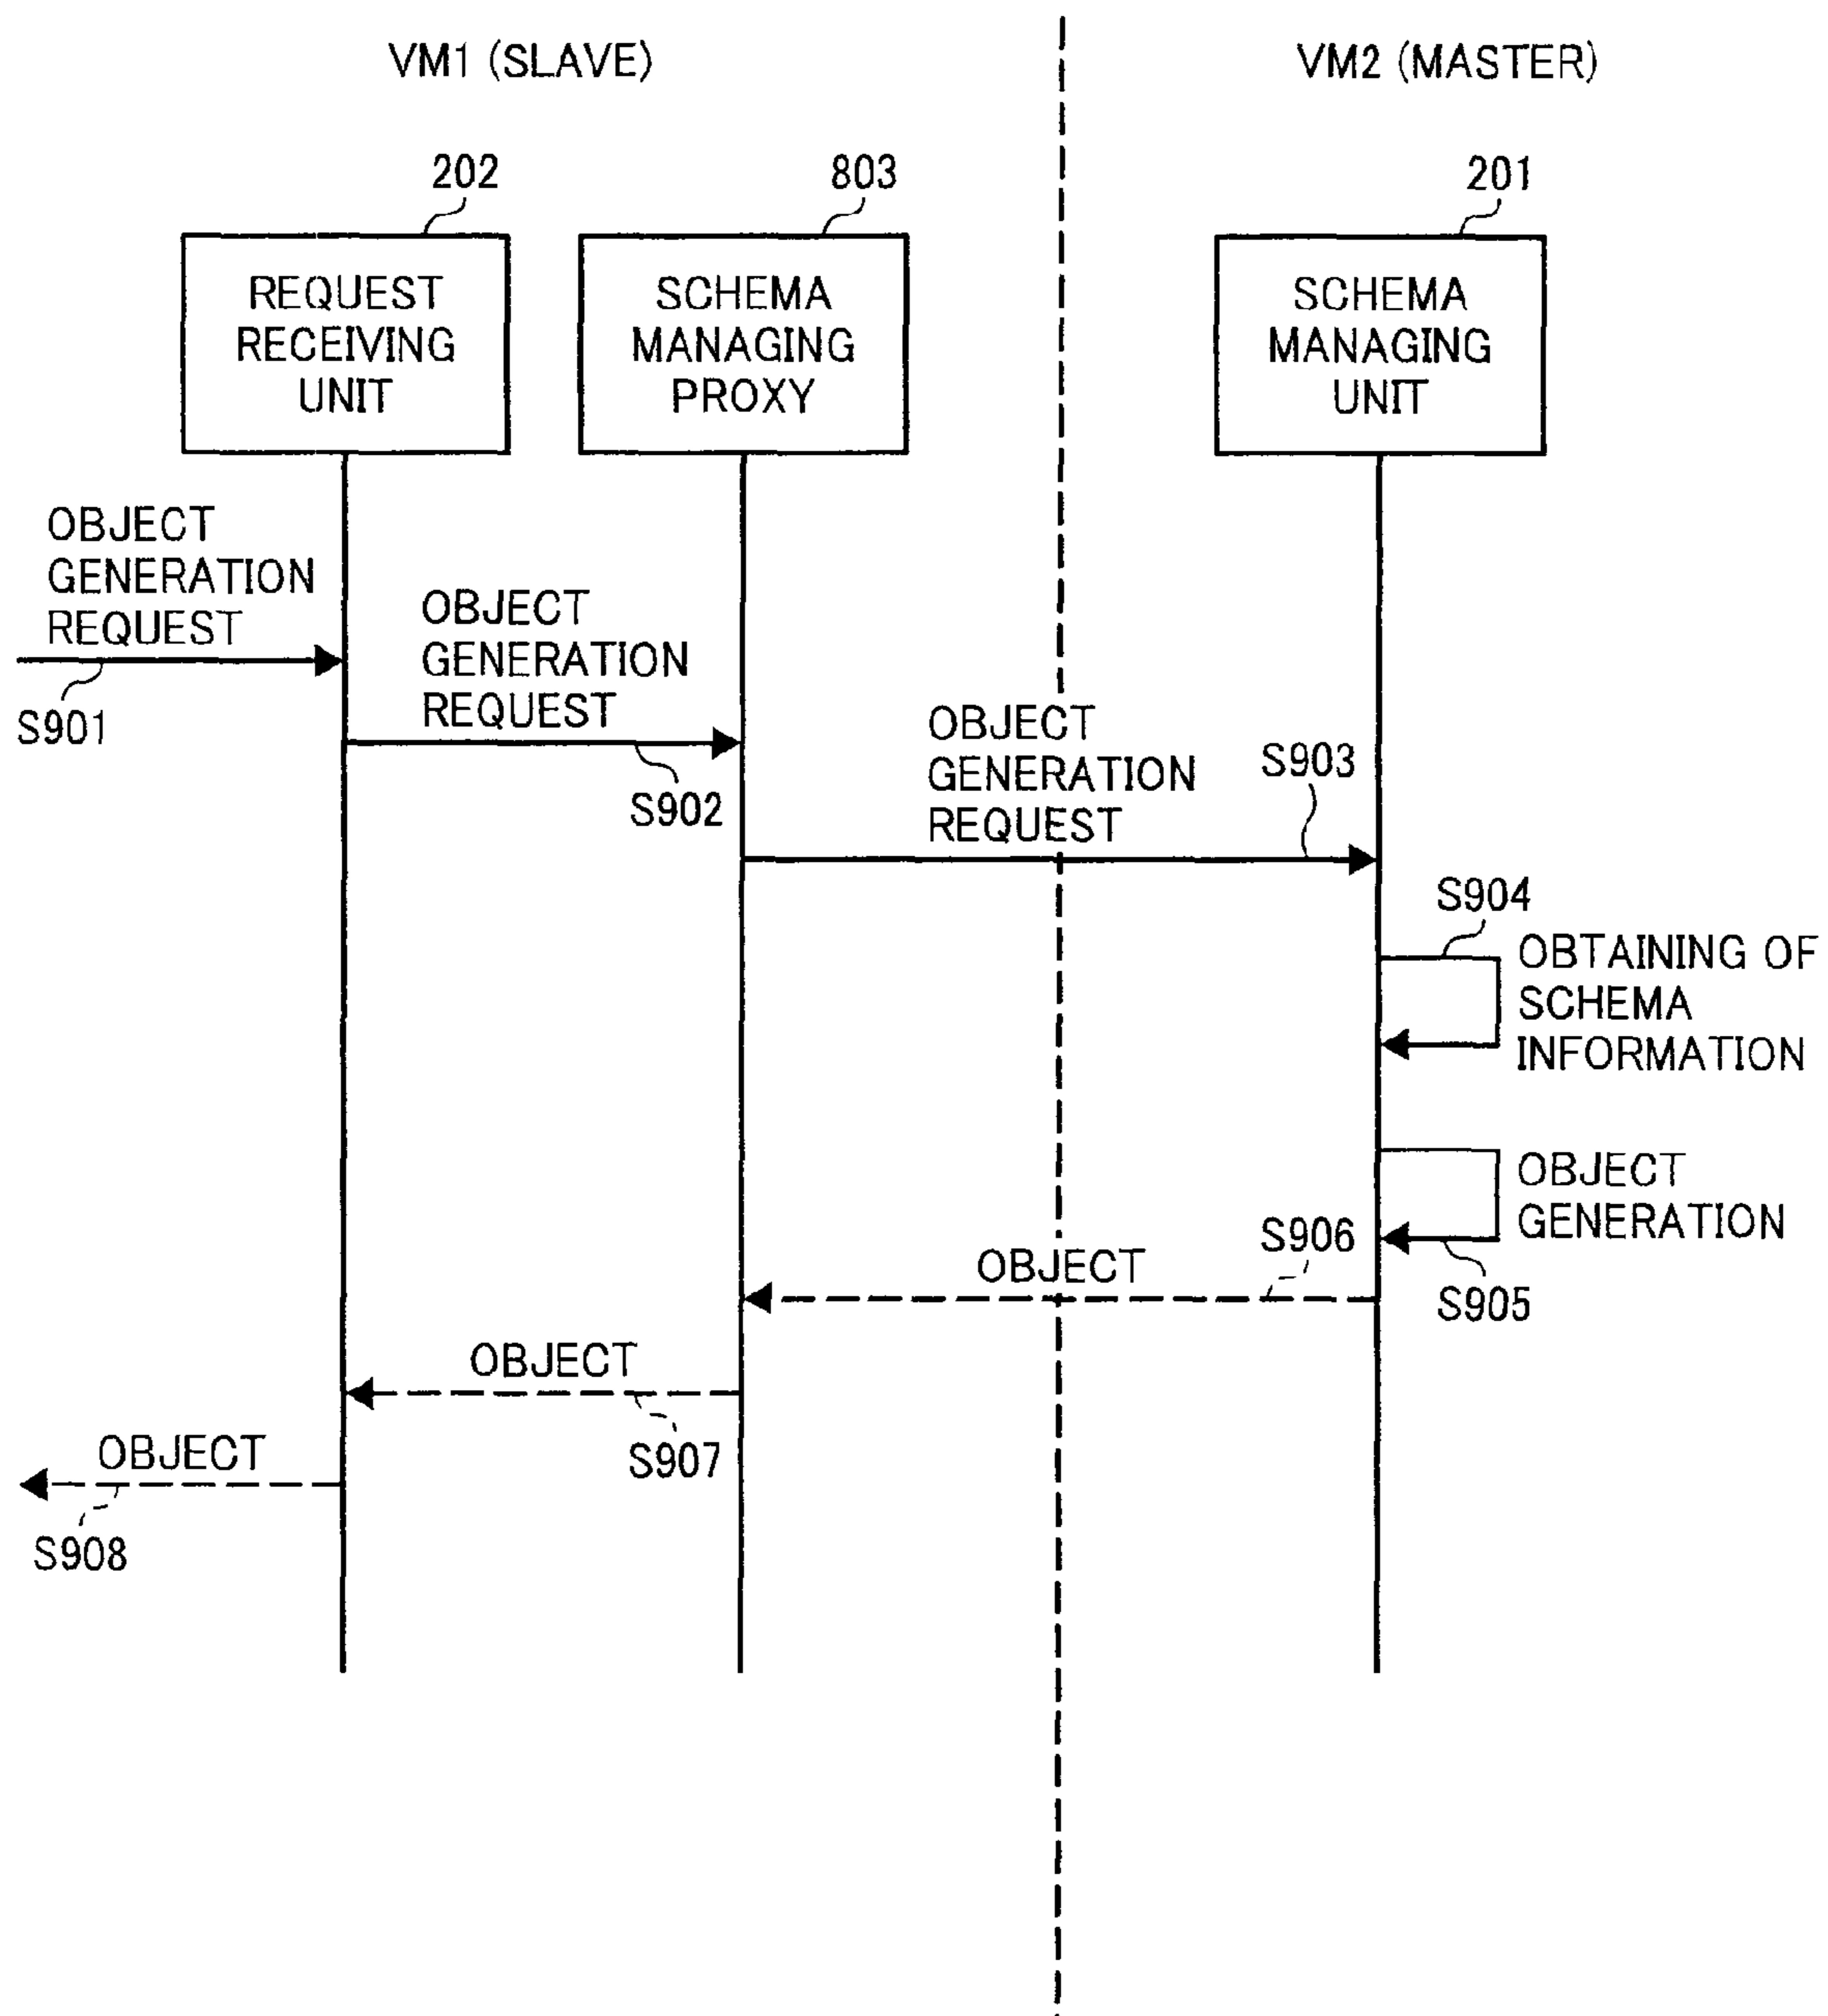 VM1 (SLAVE)
VM2 (MASTER)
202
803
201
REQUEST
RECEIVING
UNIT
SCHEMA
MANAGING
PROXY
SCHEMA
MANAGING
UNIT
OBJECT
GENERATION
REQUEST
S901
OBJECT
GENERATION
REQUEST
S902
OBJECT
GENERATION
REQUEST
S903
S904
OBTAINING OF
SCHEMA
INFORMATION
OBJECT
GENERATION
S905
S906
OBJECT
OBJECT
S907
OBJECT
S908